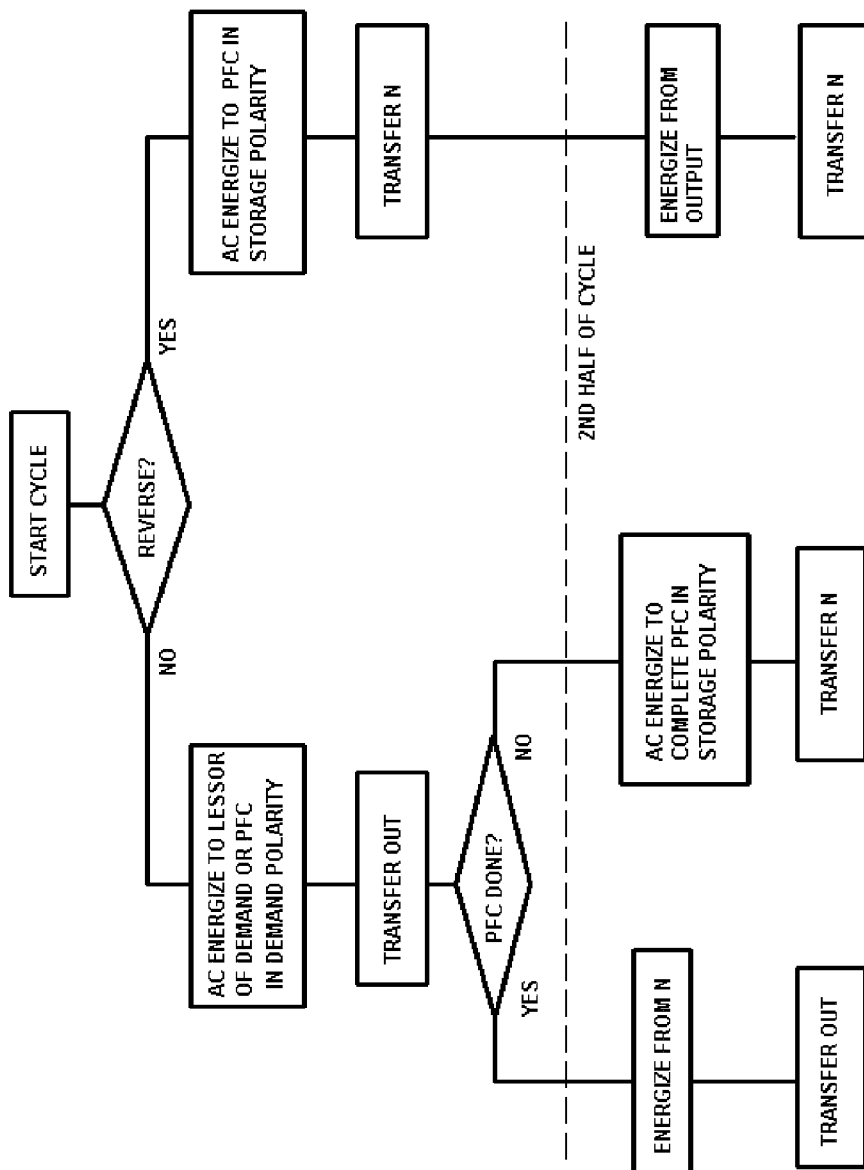 START CYCLE
REVERSE?
NO
YES
AC ENERGIZE TO LESSOR
OF DEMAND OR PFC
IN DEMAND POLARITY
AC ENERGIZE TO PFC IN
STORAGE POLARITY
TRANSFER OUT
TRANSFER N
PFC DONE?
YES
NO
2ND HALF OF CYCLE
ENERGIZE FROM N
AC ENERGIZE TO
COMPLETE PFC IN
STORAGE POLARITY
ENERGIZE FROM
OUTPUT
TRANSFER OUT
TRANSFER N
TRANSFER N